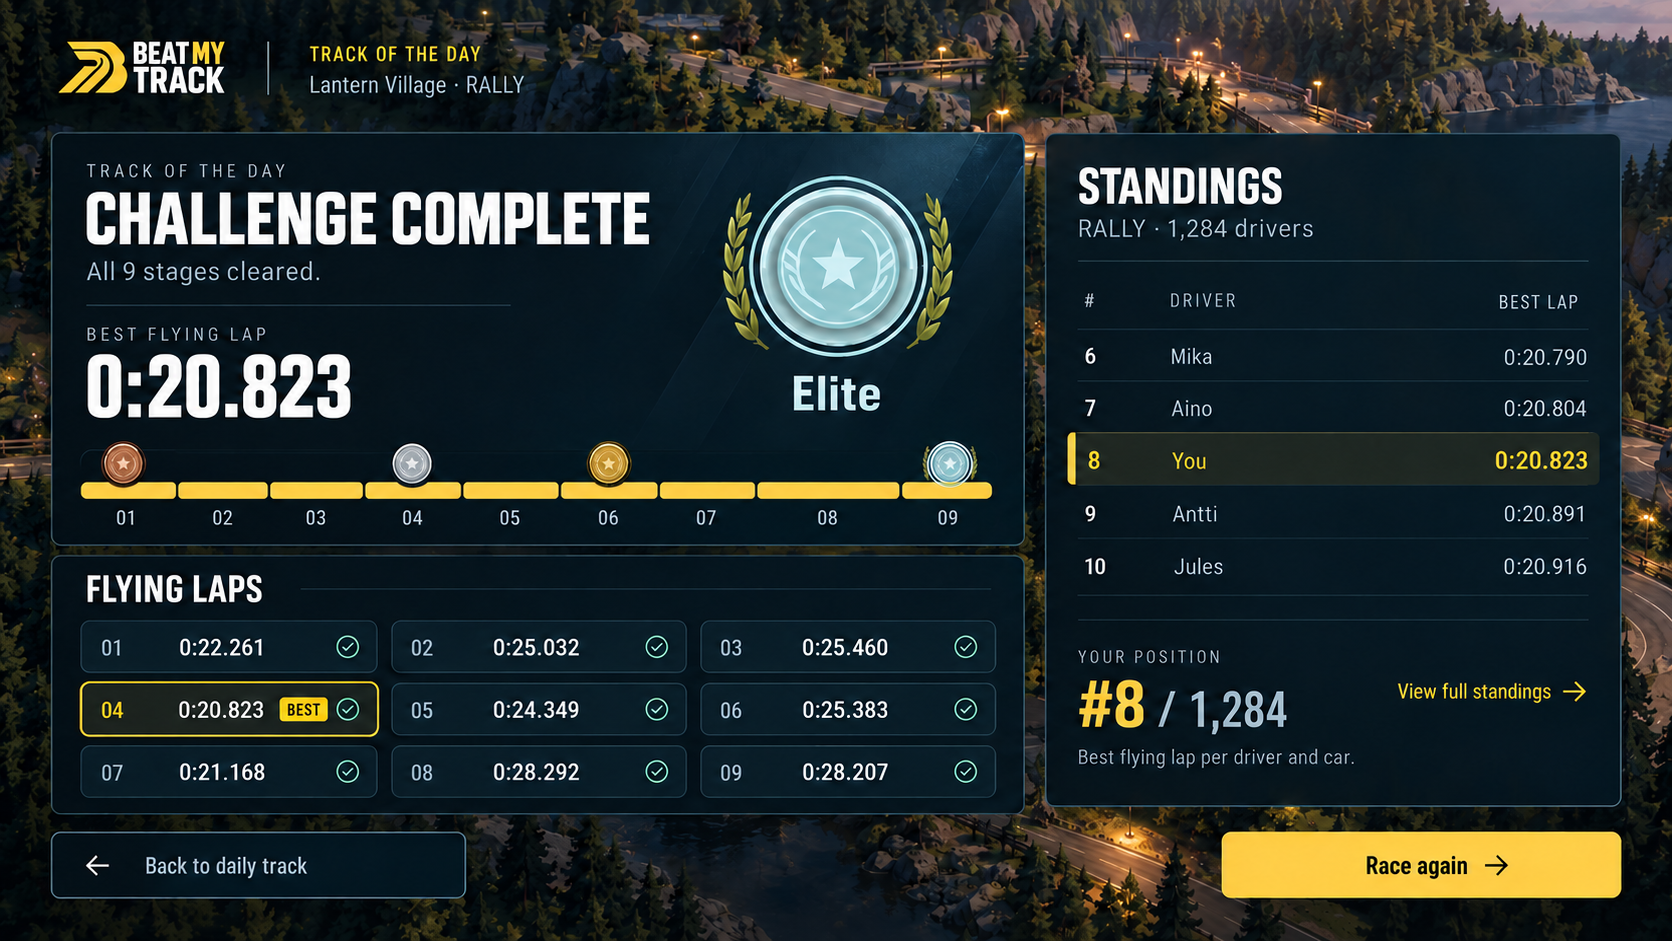 BEATMY
TRACK
TRACK OF THE DAY
Lantern Village · RALLY
TRACK OF THE DAY
CHALLENGE COMPLETE
All 9 stages cleared.
BEST FLYING LAP
0:20.823
Elite
01 02 03 04 05 06 07 08 09
FLYING LAPS
01 0:22.261
02 0:25.032
03 0:25.460
04 0:20.823 BEST
05 0:24.349
06 0:25.383
07 0:21.168
08 0:28.292
09 0:28.207
Back to daily track
STANDINGS
RALLY · 1,284 drivers
# DRIVER BEST LAP
6 Mika 0:20.790
7 Aino 0:20.804
8 You 0:20.823
9 Antti 0:20.891
10 Jules 0:20.916
YOUR POSITION
#8 / 1,284
View full standings
Best flying lap per driver and car.
Race again